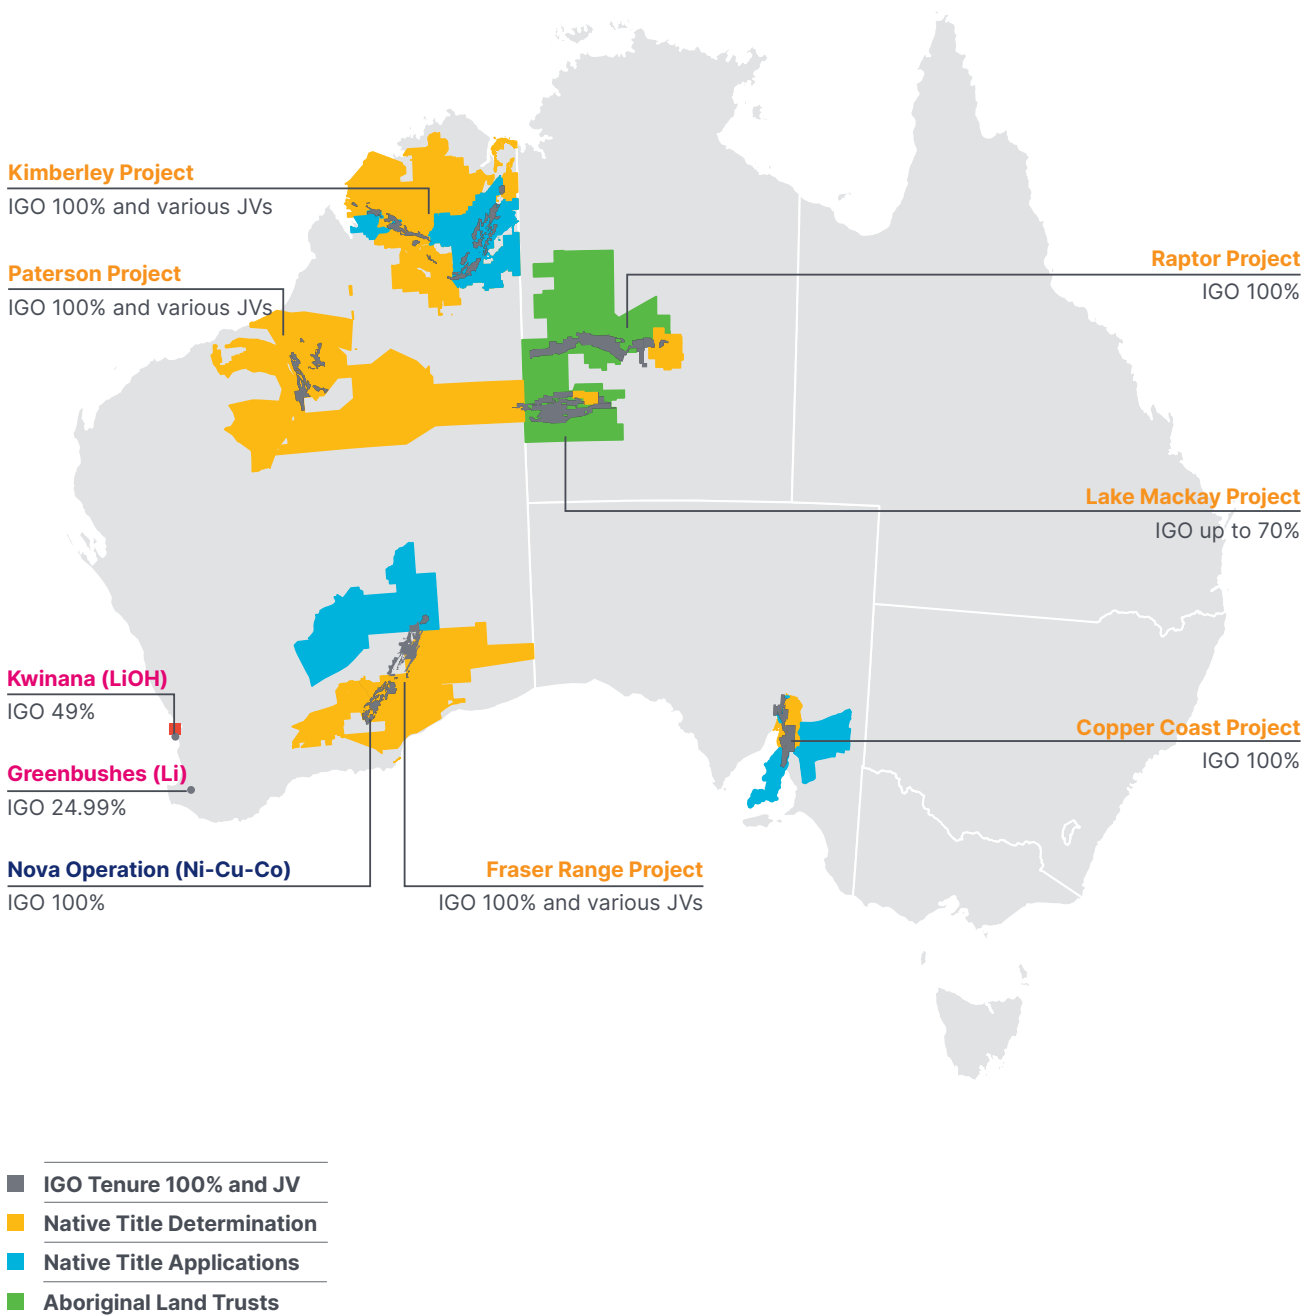 Kimberley Project
IGO 100% and various JVs
Paterson Project
IGO 100% and various JVs
Raptor Project
IGO 100%
Lake Mackay Project
IGO up to 70%
Kwinana (LiOH)
IGO 49%
Copper Coast Project
IGO 100%
Greenbushes (Li)
IGO 24.99%
Nova Operation (Ni-Cu-Co)
IGO 100%
Fraser Range Project
IGO 100% and various JVs
IGO Tenure 100% and JV
Native Title Determination
Native Title Applications
Aboriginal Land Trusts